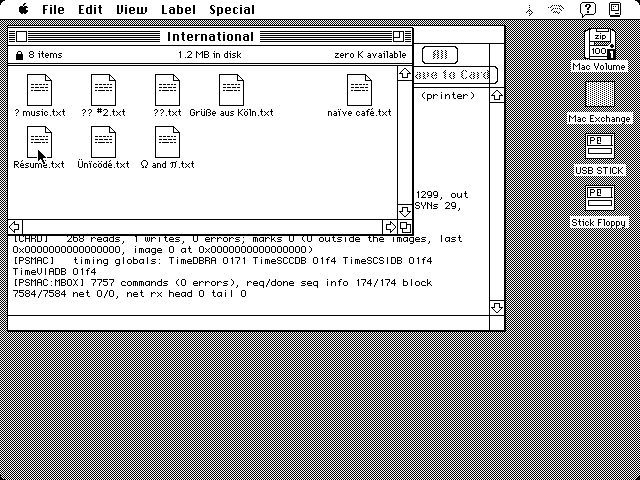 File Edit View Label Special
International
8 items 1.2 MB in disk zero K available
? music.txt ?? #2.txt ??.txt Grüße aus Köln.txt naïve café.txt
Résumé.txt Ünïcödé.txt Ω and π.txt
All
ave to Card
(printer)
1299, out
SYNs 29,
[CARD] 268 reads, 1 writes, 0 errors; marks 0 (0 outside the images, last
0x0000000000000000, image 0 at 0x0000000000000000)
[PSMAC] timing globals: TimeDBRA 0171 TimeSCCDB 01f4 TimeSCSIDB 01f4
TimeVIADB 01f4
[PSMAC:MBOX] 7757 commands (0 errors), req/done seq info 174/174 block
7584/7584 net 0/0, net rx head 0 tail 0
zip
100
Mac Volume
Mac Exchange
USB STICK
Stick Floppy